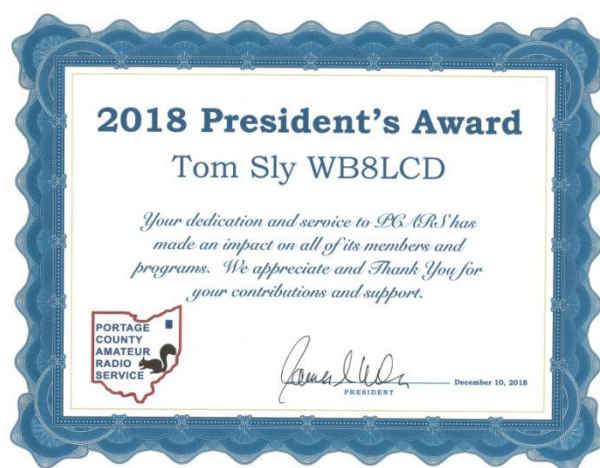 2018 President's Award
Tom Sly WB8LCD
Your dedication and service to PCARS has
made an impact on all of its members and
programs. We appreciate and Thank You for
your contributions and support.
PORTAGE
COUNTY
AMATEUR
RADIO
SERVICE
December 10, 2018
PRESIDENT